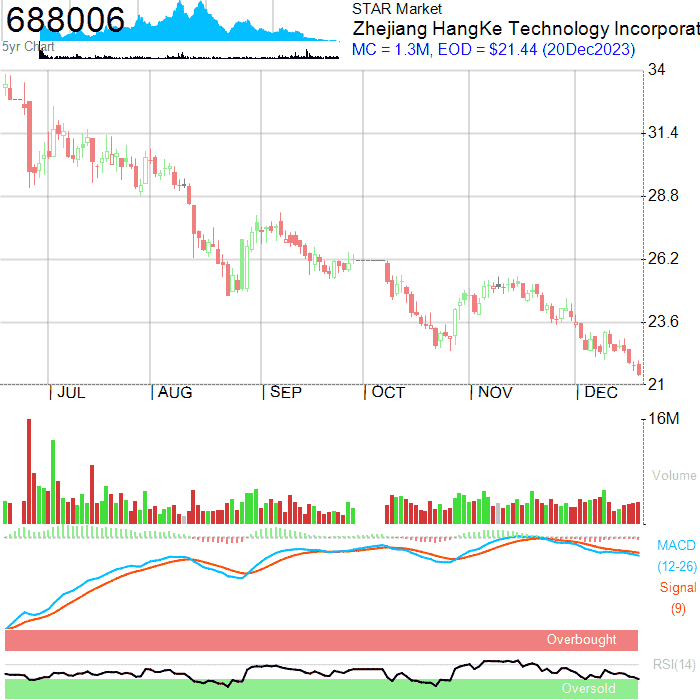 688006
5yr Chart
STAR Market
Zhejiang HangKe Technology Incorporat
MC = 1.3M, EOD = $21.44 (20Dec2023)
34
31.4
28.8
26.2
23.6
21
JUL AUG SEP OCT NOV DEC
16M
Volume
MACD
(12-26)
Signal
(9)
Overbought
RSI(14)
Oversold